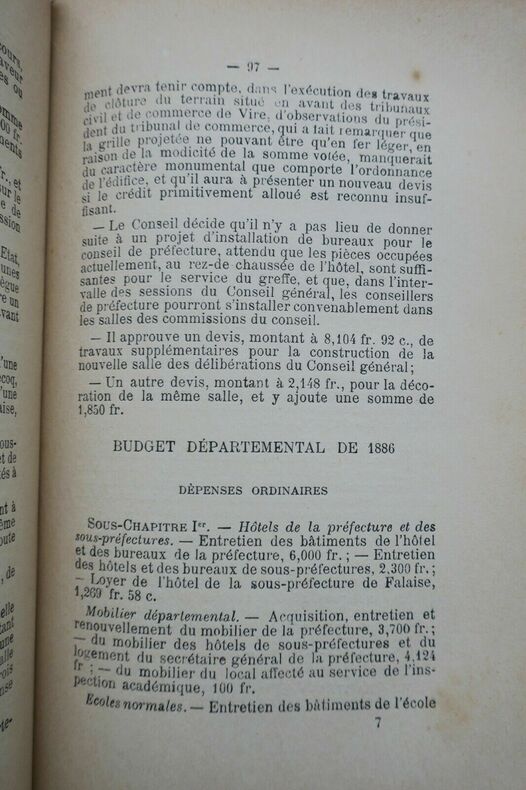 — 97 —
ment devra tenir compte, dans l'exécution des travaux
de clôture du terrain situé en avant des tribunaux
civil et de commerce de Vire, d'observations du prési-
dent du tribunal de commerce, qui a fait remarquer que
la grille projetée ne pouvant être qu'en fer léger, en
raison de la modicité de la somme votée, manquerait
du caractère monumental que comporte l'ordonnance
de l'édifice, et qu'il aura à présenter un nouveau devis
si le crédit primitivement alloué est reconnu insuf-
fisant.
— Le Conseil décide qu'il n'y a pas lieu de donner
suite à un projet d'installation de bureaux pour le
conseil de préfecture, attendu que les pièces occupées
actuellement, au rez-de chaussée de l'hôtel, sont suffi-
santes pour le service du greffe, et que, dans l'inter-
valle des sessions du Conseil général, les conseillers
de préfecture pourront s'installer convenablement dans
les salles des commissions du conseil.
— Il approuve un devis, montant à 8,104 fr. 92 c., de
travaux supplémentaires pour la construction de la
nouvelle salle des délibérations du Conseil général;
— Un autre devis, montant à 2,148 fr., pour la déco-
ration de la même salle, et y ajoute une somme de
1,850 fr.
BUDGET DÉPARTEMENTAL DE 1886
DÉPENSES ORDINAIRES
SOUS-CHAPITRE Ier. — Hôtels de la préfecture et des
sous-préfectures. — Entretien des bâtiments de l'hôtel
et des bureaux de la préfecture, 6,000 fr.; — Entretien
des hôtels et des bureaux de sous-préfectures, 2,300 fr.;
— Loyer de l'hôtel de la sous-préfecture de Falaise,
1,269 fr. 58 c.
Mobilier départemental. — Acquisition, entretien et
renouvellement du mobilier de la préfecture, 3,700 fr.;
— du mobilier des hôtels de sous-préfectures et du
logement du secrétaire général de la préfecture, 4,124
fr; — du mobilier du local affecté au service de l'ins-
pection académique, 100 fr.
Ecoles normales. — Entretien des bâtiments de l'école
7